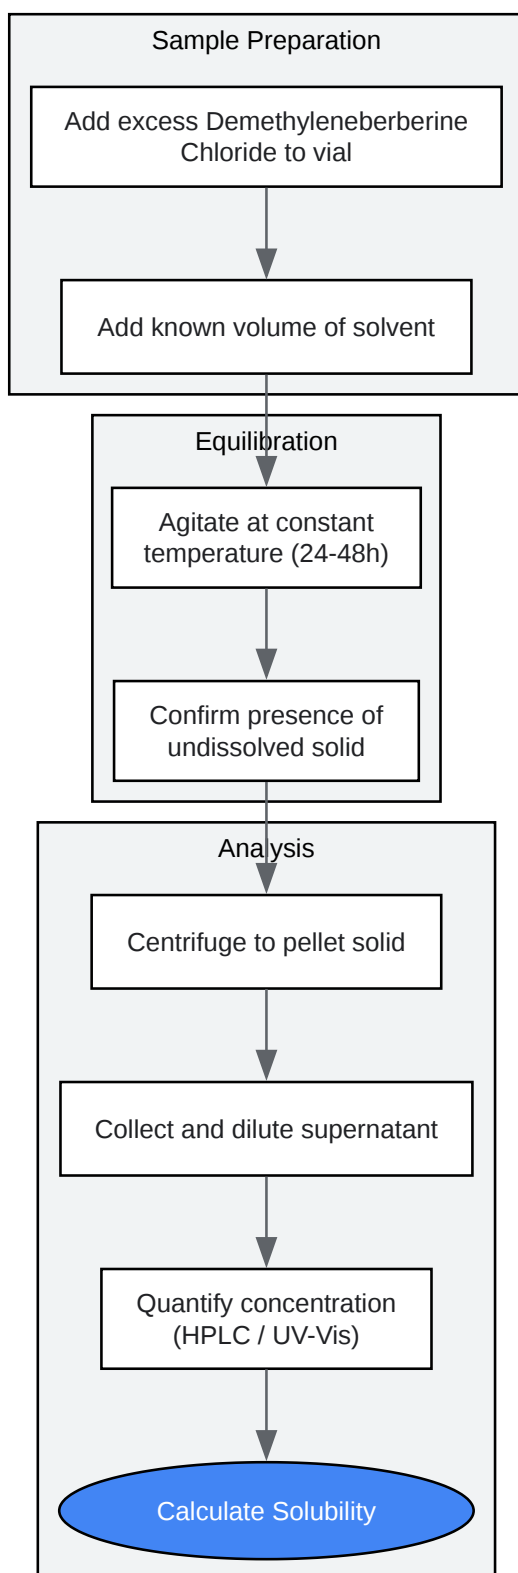 Sample Preparation
Add excess Demethyleneberberine
Chloride to vial
Add known volume of solvent
Equilibration
Agitate at constant
temperature (24-48h)
Confirm presence of
undissolved solid
Analysis
Centrifuge to pellet solid
Collect and dilute supernatant
Quantify concentration
(HPLC / UV-Vis)
Calculate Solubility